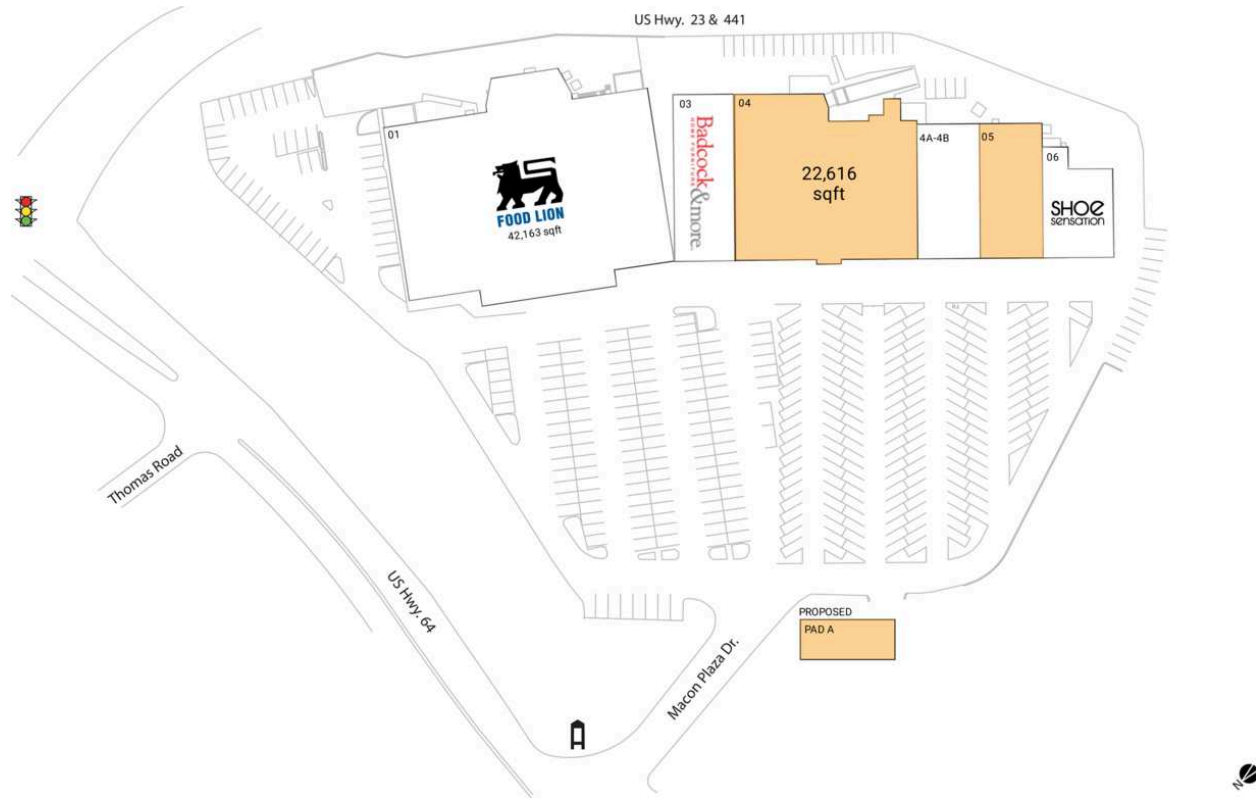 US Hwy. 23 & 441
01
FOOD LION
42,163 sqft
03
Badcock
HOME FURNITURE
&more.
04
22,616
sqft
4A-4B
05
06
SHOE
sensation
Thomas Road
US Hwy. 64
Macon Plaza Dr.
PROPOSED
PAD A
N